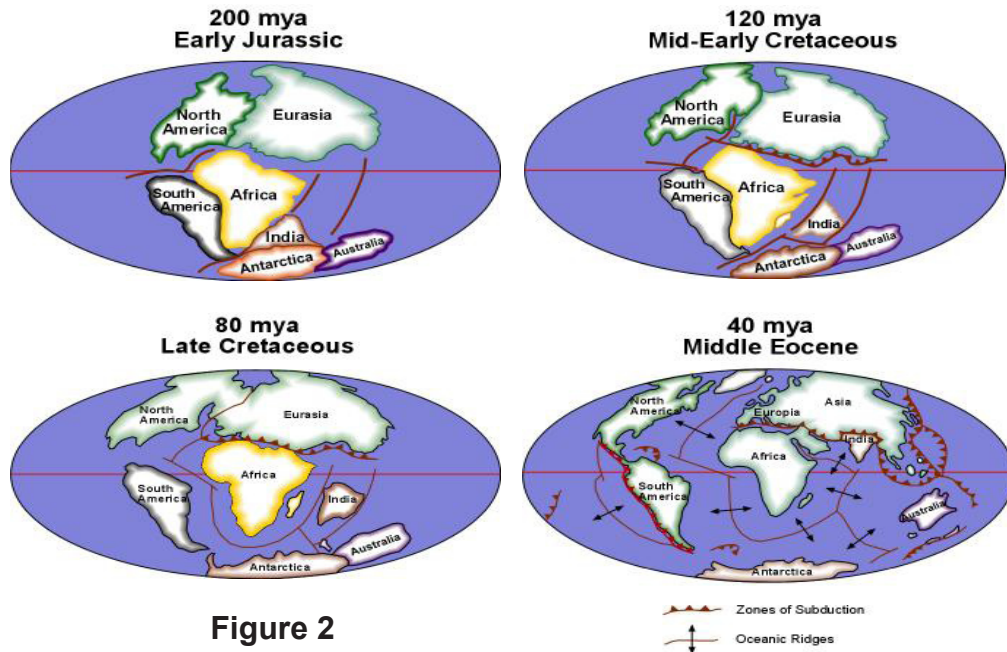 200 mya
Early Jurassic
North
America
Eurasia
Africa
South
America
India
Antarctica
Australia
120 mya
Mid-Early Cretaceous
North
America
Eurasia
Africa
South
America
India
Antarctica
Australia
80 mya
Late Cretaceous
North
America
Eurasia
Africa
South
America
India
Australia
Antarctica
40 mya
Middle Eocene
North
America
Europia
Asia
Africa
India
South
America
Australia
Antarctica
Figure 2
Zones of Subduction
Oceanic Ridges